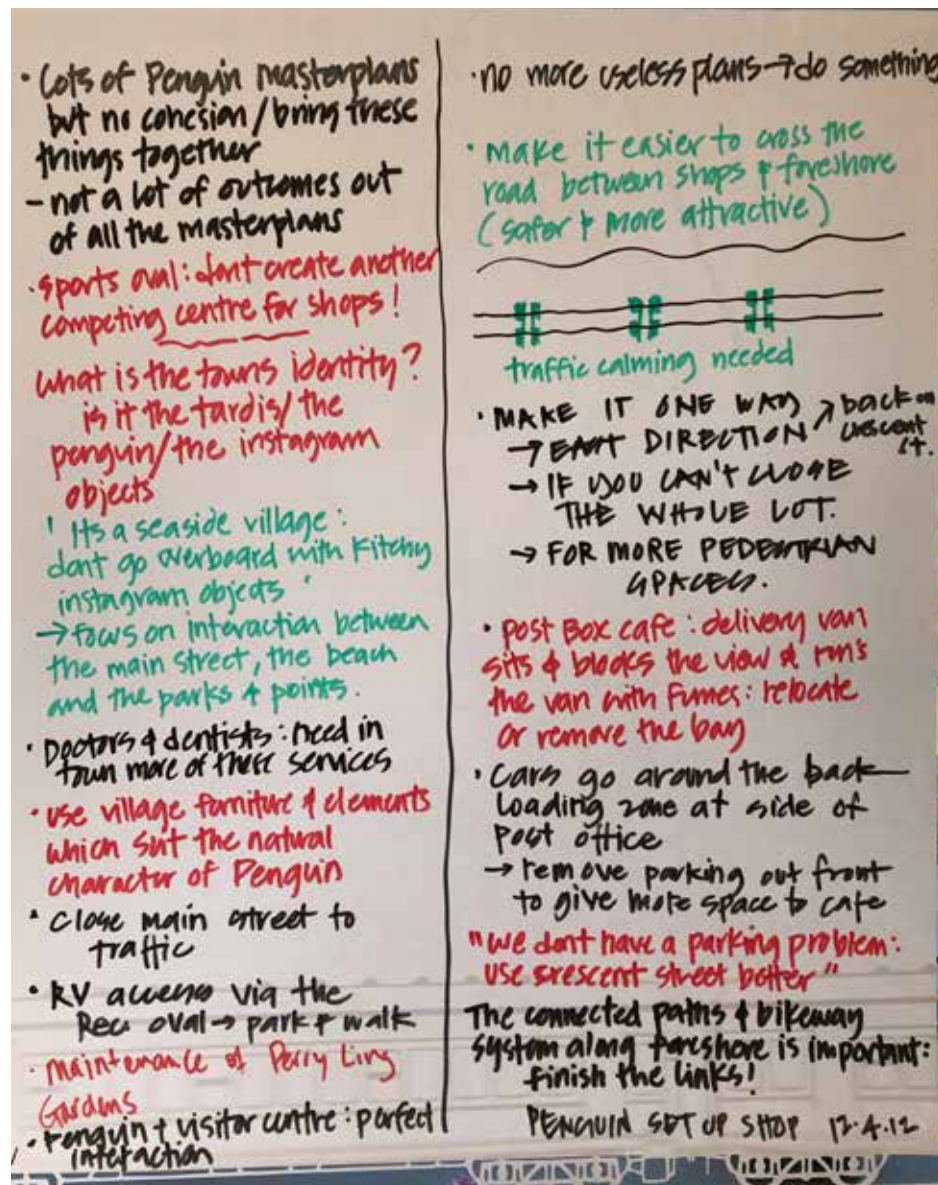 • Lots of Penguin masterplans
but no cohesion / bring these
things together
- not a lot of outcomes out
of all the masterplans
• sports oval: dont create another
competing centre for shops!
what is the towns identity?
is it the tardis/ the
penguin/ the instagram
objects
' Its a seaside village:
dont go overboard with Kitchy
instagram objects '
→ focus on interaction between
the main street, the beach
and the parks & points.
• Doctors & dentists: need in
town more of these services
• use village furniture & elements
which suit the natural
character of Penguin
• Close main street to
traffic
• RV access via the
Rec oval → park & walk
• maintenance of Perry Ling
Gardens
• Penguin + visitor centre: perfect
interaction
• no more useless plans → do something
• make it easier to cross the
road between shops & foreshore
(safer & more attractive)
traffic calming needed
• MAKE IT ONE WAY ↗ back on
→ EAST DIRECTION crescent
st.
→ IF YOU CAN'T CLOSE
THE WHOLE LOT.
→ FOR MORE PEDESTRIAN
SPACES.
• Post Box cafe: delivery van
sits & blocks the view & run's
the van with fumes: relocate
or remove the bay
• Cars go around the back
Loading zone at side of
post office
→ remove parking out front
to give more space to cafe
"we dont have a parking problem:
use crescent street better"
The connected paths & bikeway
system along foreshore is important:
finish the links!
PENGUIN SET UP SHOP 12.4.12